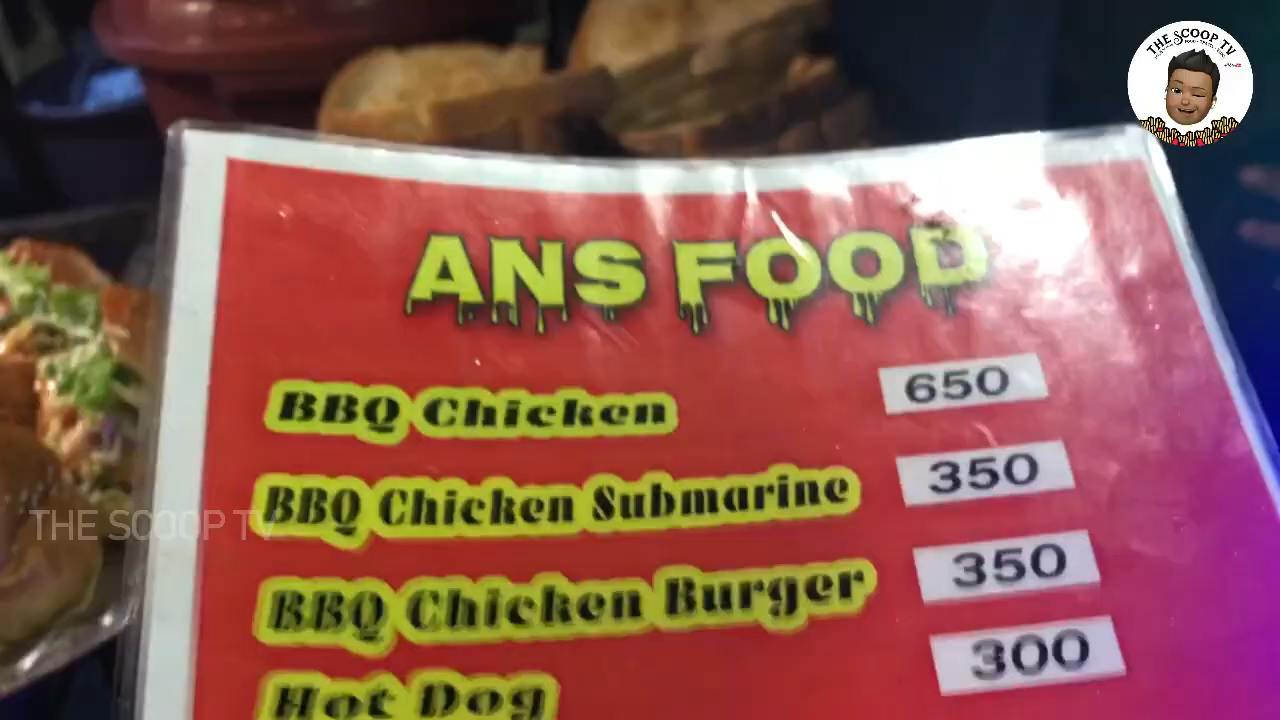 THE SCOOP TV
ANS FOOD
BBQ Chicken 650
BBQ Chicken Submarine 350
BBQ Chicken Burger 350
Hot Dog 300
THE SCOOP TV